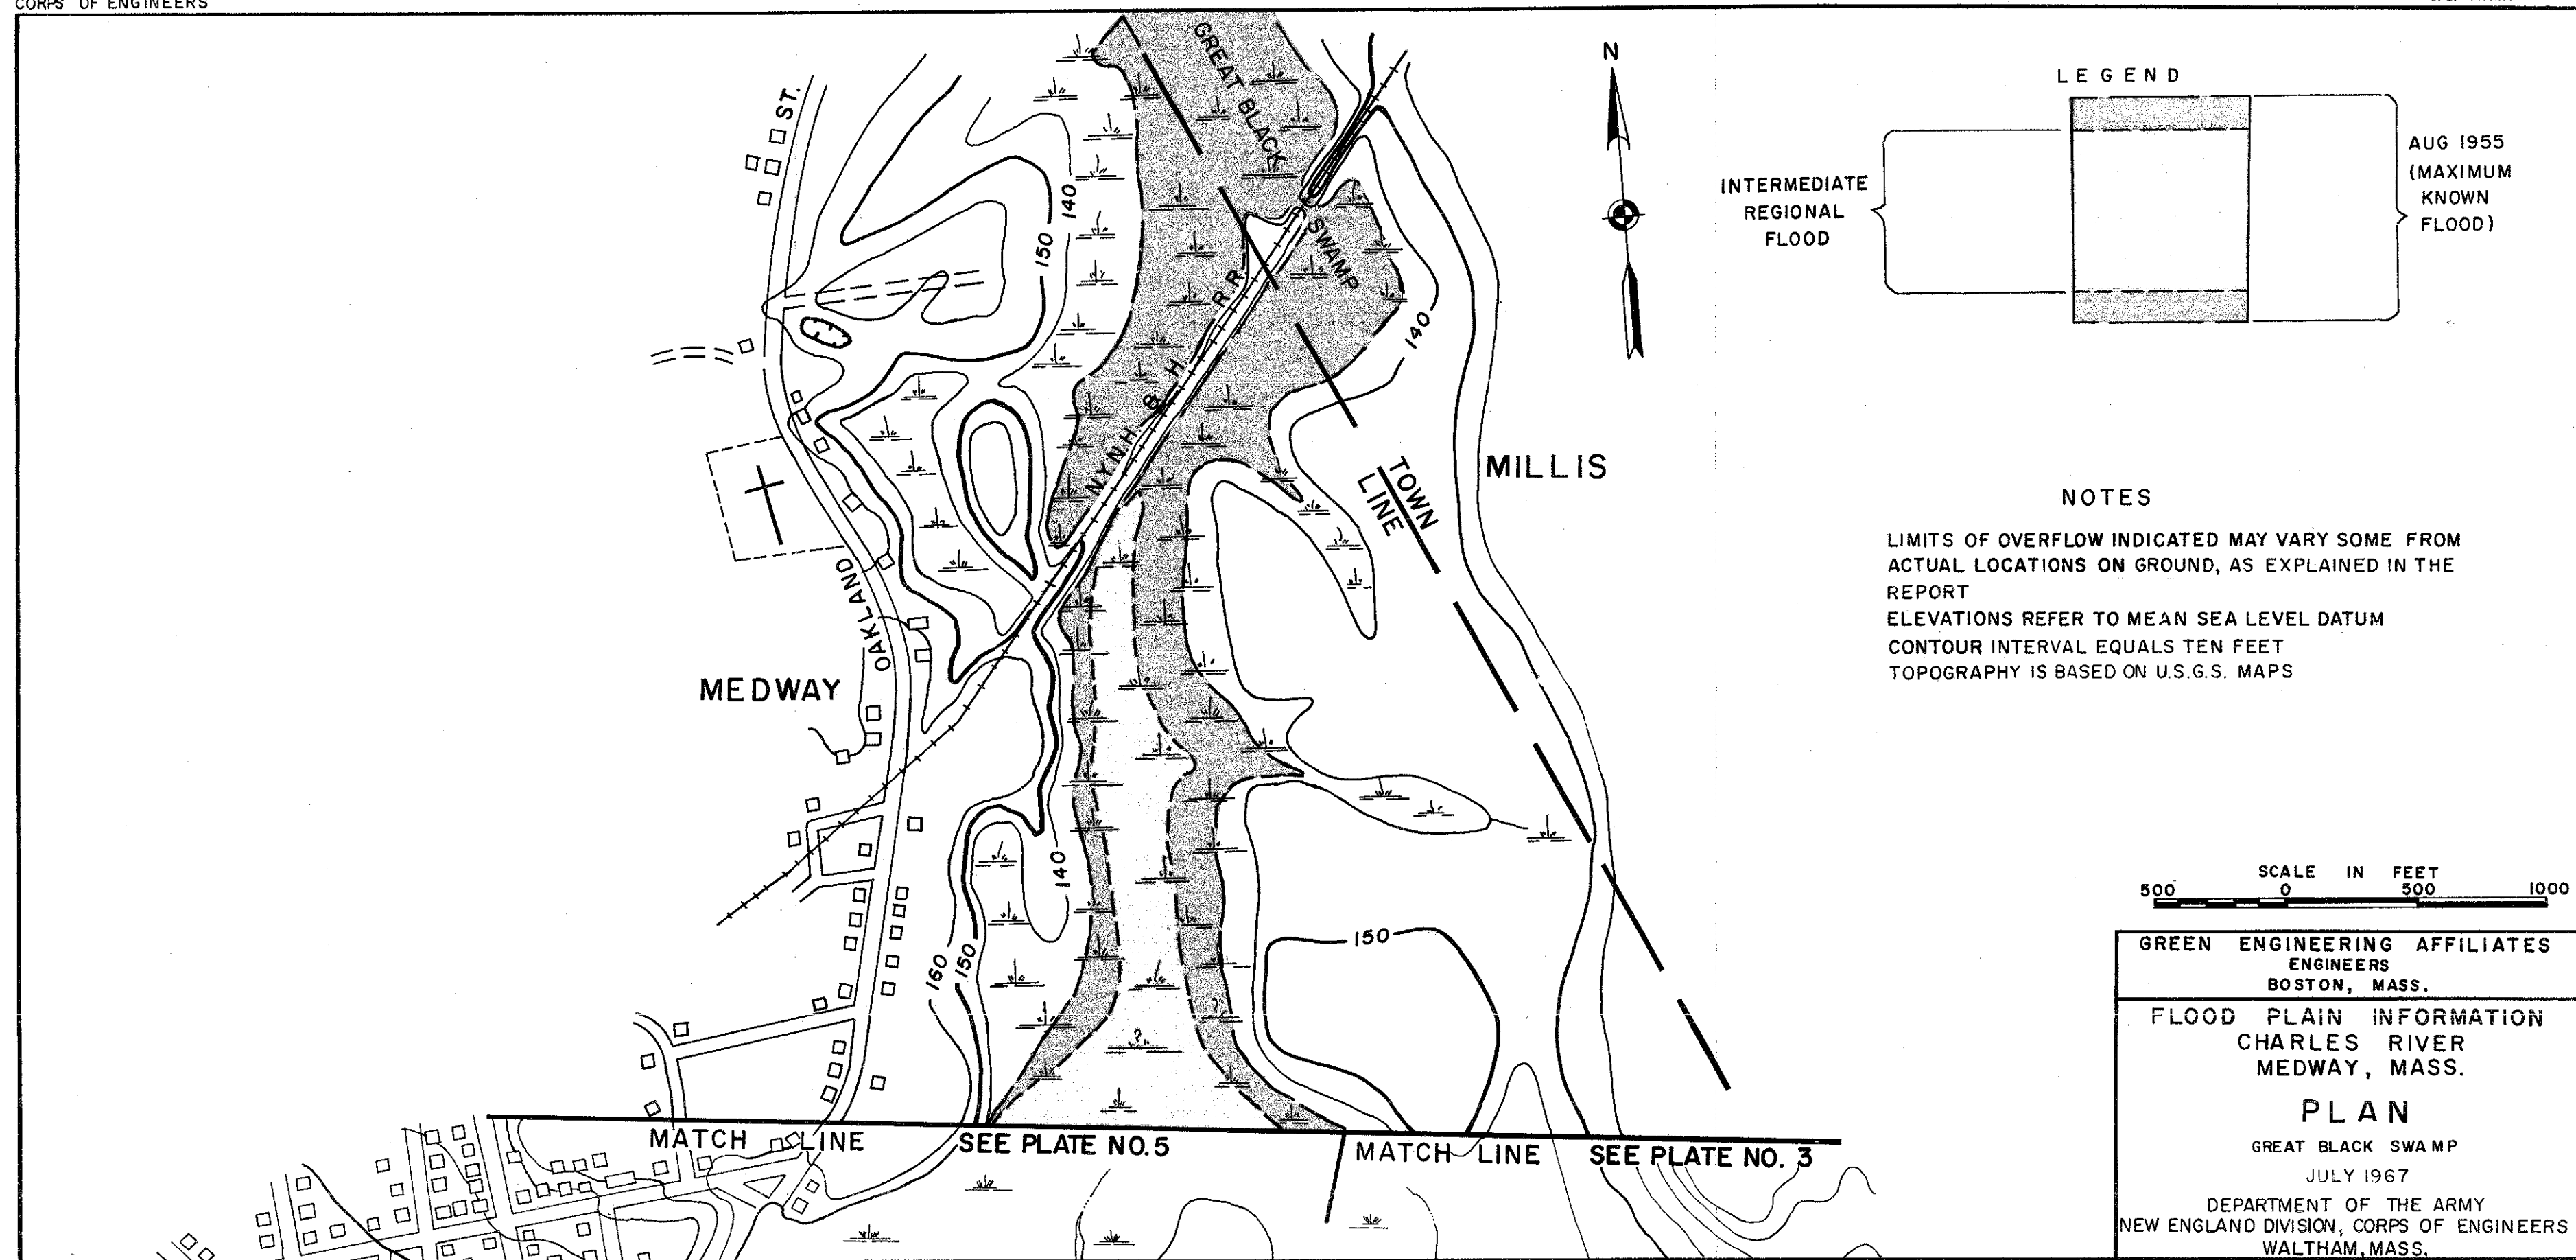 CORPS OF ENGINEERS
ST.
GREAT BLACK
SWAMP
N
LEGEND
INTERMEDIATE
REGIONAL
FLOOD
AUG 1955
(MAXIMUM
KNOWN
FLOOD)
140
150
N.Y.N.H. & H. R.R.
140
TOWN
LINE
MILLIS
OAKLAND
MEDWAY
NOTES
LIMITS OF OVERFLOW INDICATED MAY VARY SOME FROM
ACTUAL LOCATIONS ON GROUND, AS EXPLAINED IN THE
REPORT
ELEVATIONS REFER TO MEAN SEA LEVEL DATUM
CONTOUR INTERVAL EQUALS TEN FEET
TOPOGRAPHY IS BASED ON U.S.G.S. MAPS
140
160
150
150
SCALE IN FEET
500 0 500 1000
GREEN ENGINEERING AFFILIATES
ENGINEERS
BOSTON, MASS.
FLOOD PLAIN INFORMATION
CHARLES RIVER
MEDWAY, MASS.
PLAN
GREAT BLACK SWAMP
JULY 1967
DEPARTMENT OF THE ARMY
NEW ENGLAND DIVISION, CORPS OF ENGINEERS
WALTHAM, MASS.
MATCH LINE SEE PLATE NO. 5
MATCH LINE SEE PLATE NO. 3